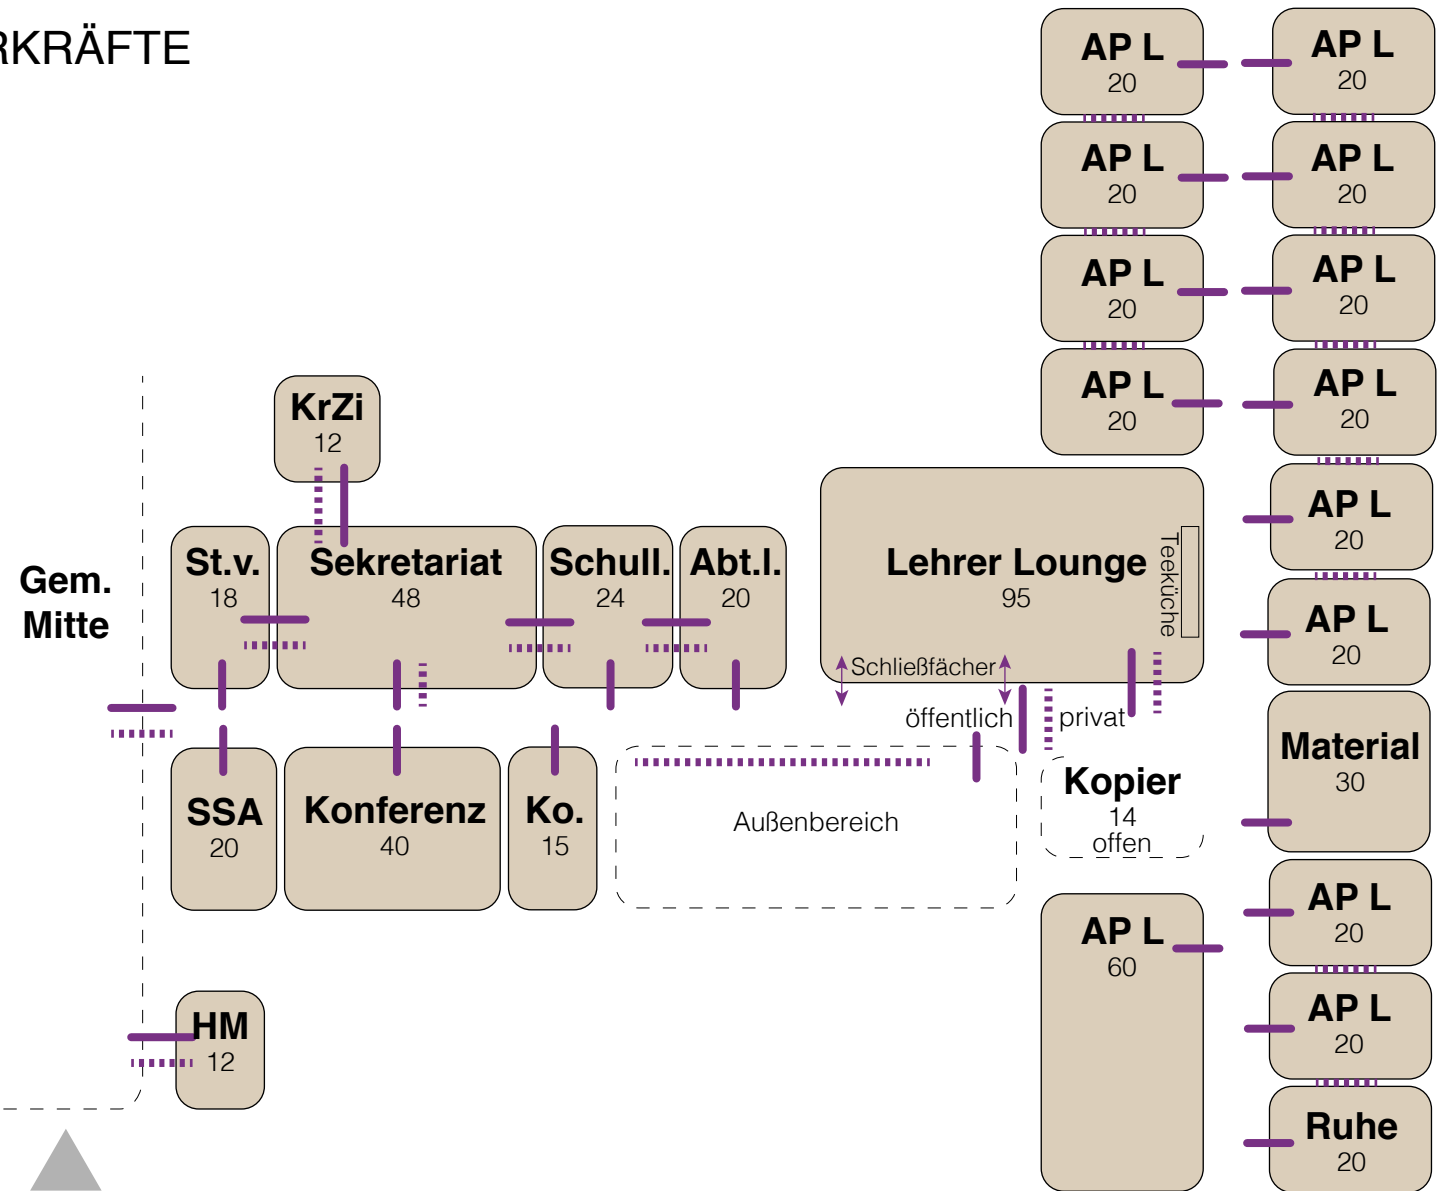 RKRÄFTE
AP L
20
AP L
20
AP L
20
AP L
20
AP L
20
AP L
20
AP L
20
AP L
20
KrZi
12
Gem.
Mitte
St.v.
18
Sekretariat
48
Schull.
24
Abt.l.
20
Lehrer Lounge
95
Teeküche
Schließfächer
öffentlich
privat
AP L
20
AP L
20
SSA
20
Konferenz
40
Ko.
15
Außenbereich
Kopier
14
offen
Material
30
AP L
60
AP L
20
AP L
20
HM
12
Ruhe
20